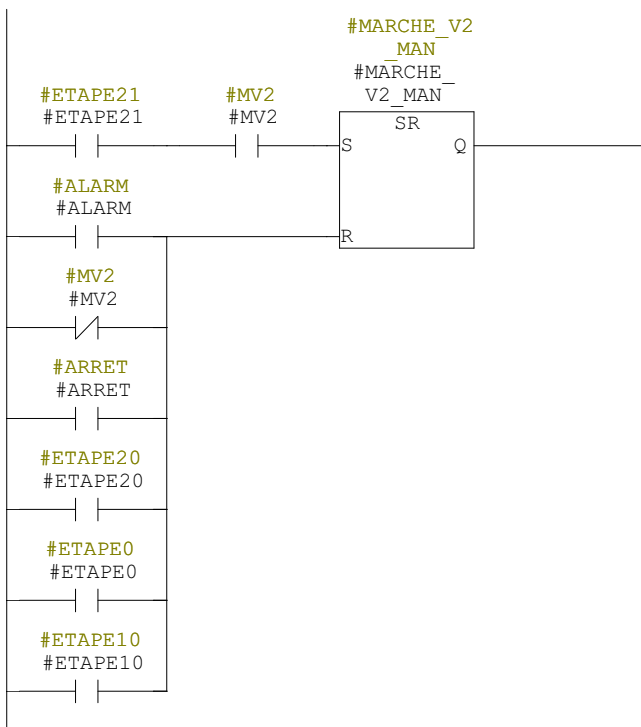 #MARCHE_V2
_MAN
#MARCHE_
V2_MAN
#ETAPE21
#ETAPE21
#MV2
#MV2
SR
S
Q
#ALARM
#ALARM
R
#MV2
#MV2
#ARRET
#ARRET
#ETAPE20
#ETAPE20
#ETAPE0
#ETAPE0
#ETAPE10
#ETAPE10